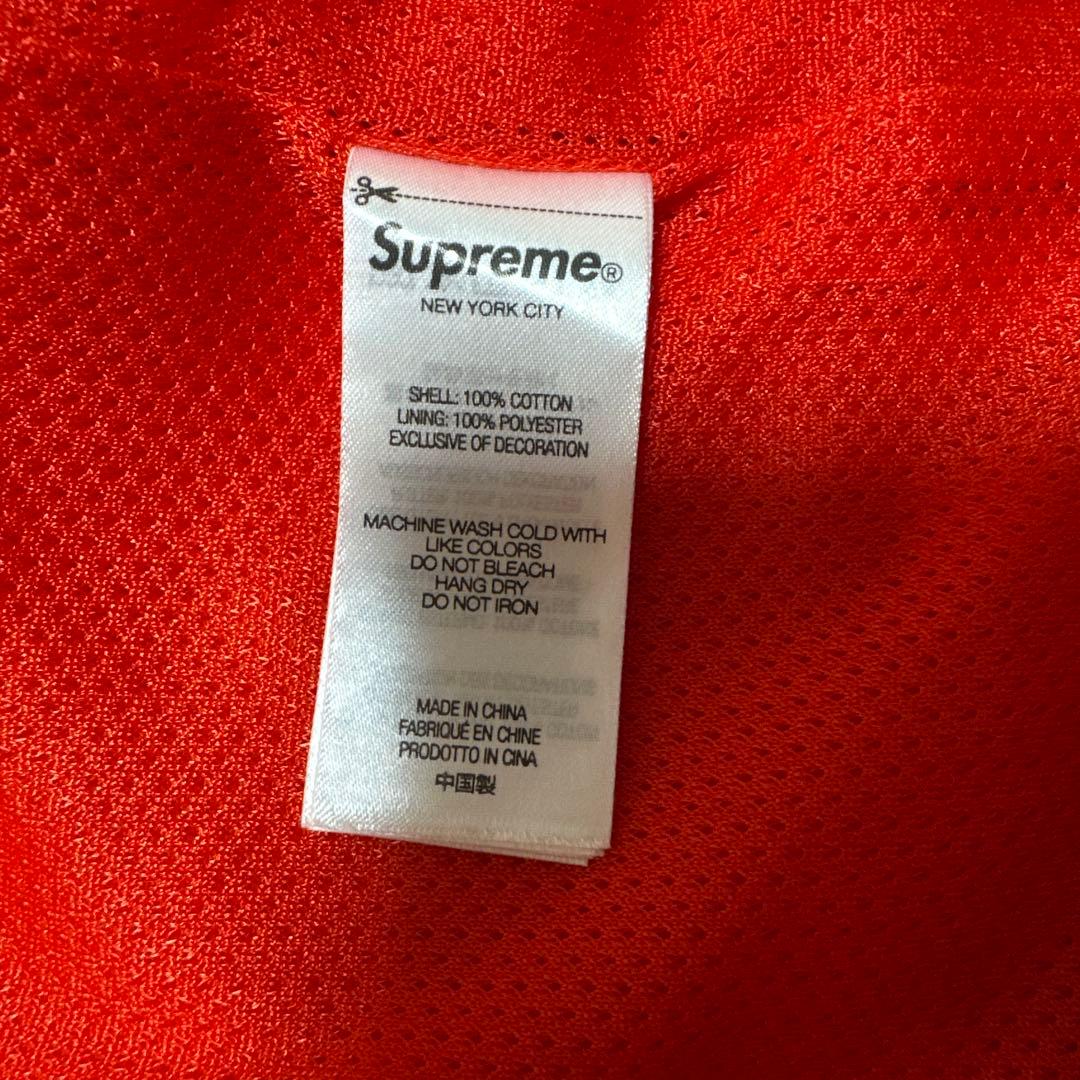 Supreme®
NEW YORK CITY
SHELL: 100% COTTON
LINING: 100% POLYESTER
EXCLUSIVE OF DECORATION
MACHINE WASH COLD WITH
LIKE COLORS
DO NOT BLEACH
HANG DRY
DO NOT IRON
MADE IN CHINA
FABRIQUÉ EN CHINE
PRODOTTO IN CINA
中国製